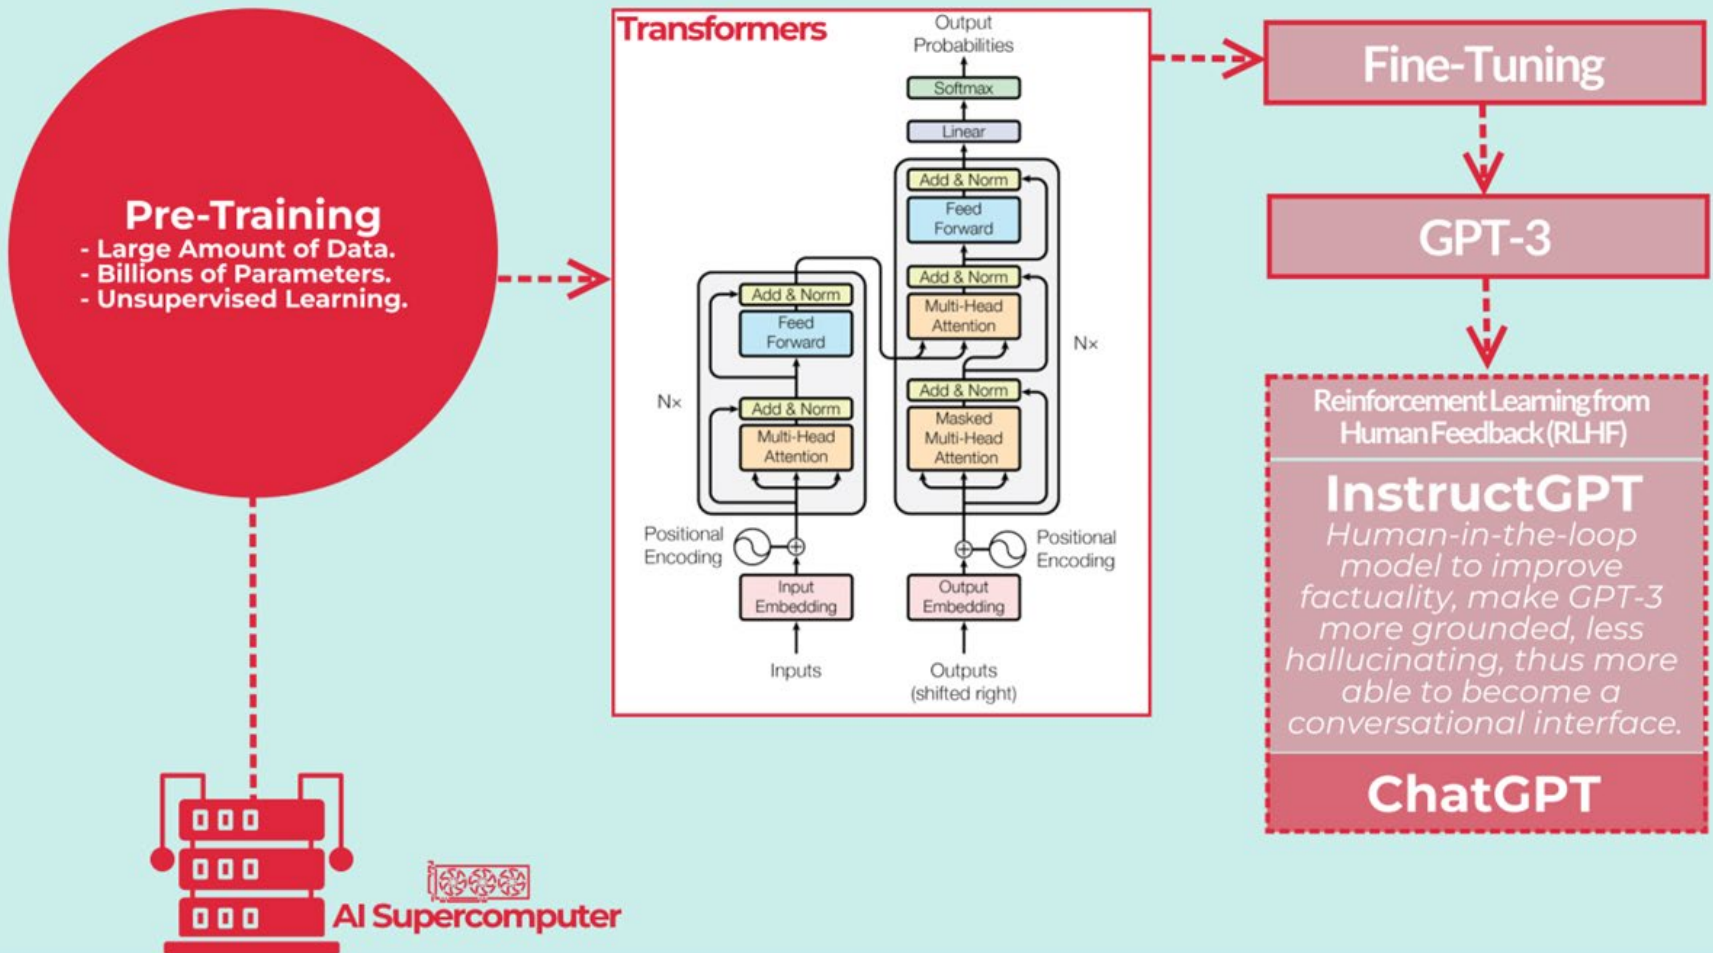 Pre-Training
- Large Amount of Data.
- Billions of Parameters.
- Unsupervised Learning.
AI Supercomputer
Transformers
Output
Probabilities
Softmax
Linear
Add & Norm
Feed
Forward
Add & Norm
Multi-Head
Attention
Nx
Add & Norm
Masked
Multi-Head
Attention
Add & Norm
Feed
Forward
Nx
Add & Norm
Multi-Head
Attention
Positional
Encoding
Positional
Encoding
Input
Embedding
Output
Embedding
Inputs
Outputs
(shifted right)
Fine-Tuning
GPT-3
Reinforcement Learning from
Human Feedback (RLHF)
InstructGPT
Human-in-the-loop
model to improve
factuality, make GPT-3
more grounded, less
hallucinating, thus more
able to become a
conversational interface.
ChatGPT